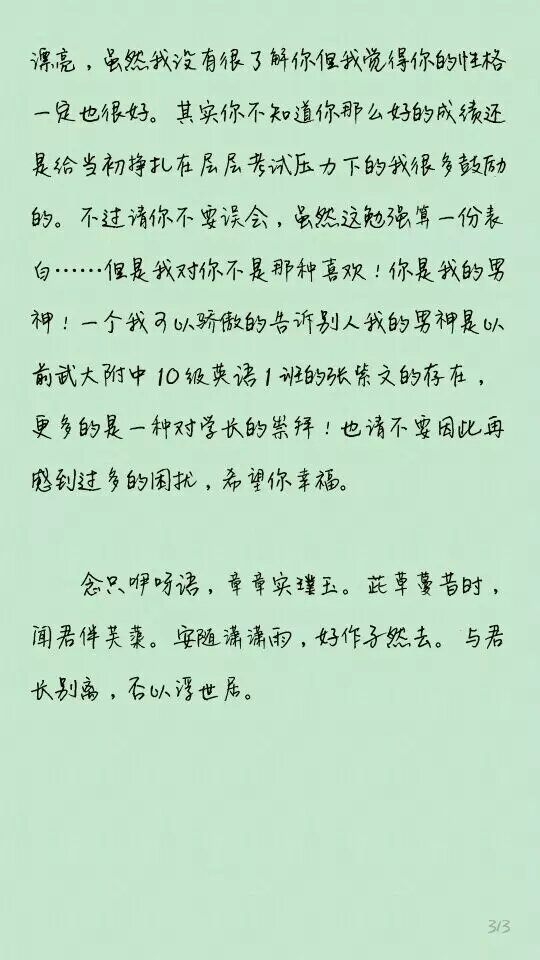 漂亮，虽然我没有很了解你但我觉得你的性格
一定也很好。其实你不知道你那么好的成绩还
是给当初挣扎在层层考试压力下的我很多鼓励
的。不过请你不要误会，虽然这勉强算一份表
白……但是我对你不是那种喜欢！你是我的男
神！一个我可以骄傲的告诉别人我的男神是以
前武大附中10级英语1班的张紫文的存在，
更多的是一种对学长的崇拜！也请不要因此再
感到过多的困扰，希望你幸福。
念只咿呀语，章章实璞玉。茈草蔓昔时，
闻君伴芙蕖。安随潇潇雨，好作孑然去。与君
长别离，否以浮世居。
3/3